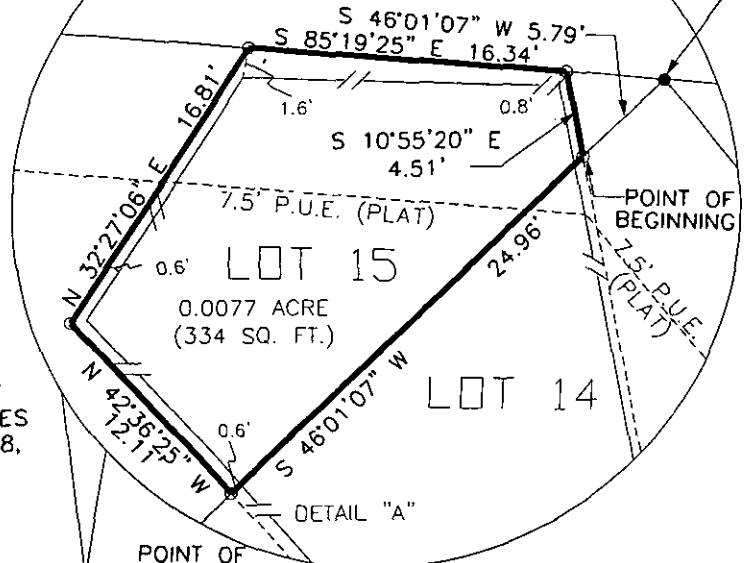 S 46°01'07" W 5.79'
S 85°19'25" E 16.34'
1.6'
0.8'
S 10°55'20" E
4.51'
N 32°27'06" E 16.81'
7.5' P.U.E. (PLAT)
POINT OF
BEGINNING
24.96'
0.6'
LOT 15
0.0077 ACRE
(334 SQ. FT.)
7.5' P.U.E.
(PLAT)
LOT 14
N 42°36'25" W
12.11'
S 46°01'07" W
0.6'
ES
8,
DETAIL "A"
POINT OF